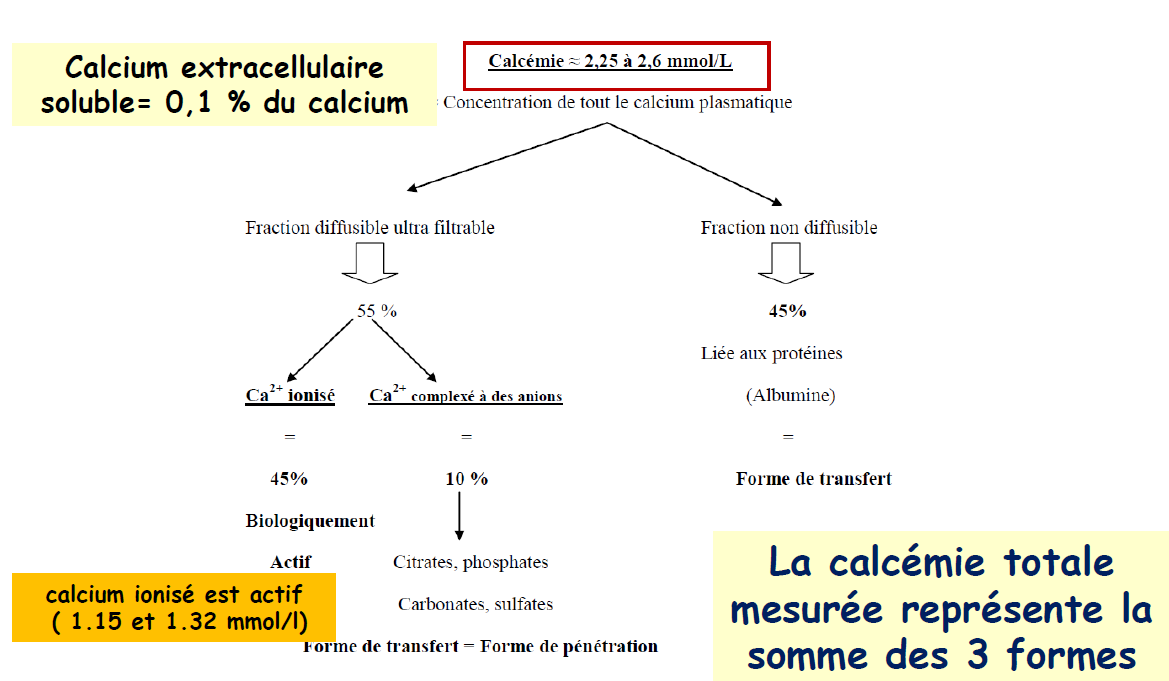 Calcium extracellulaire
soluble= 0,1 % du calcium
Calcémie ≈ 2,25 à 2,6 mmol/L
= Concentration de tout le calcium plasmatique
Fraction diffusible ultra filtrable
Fraction non diffusible
55 %
45%
Liée aux protéines
(Albumine)
=
Forme de transfert
Ca²⁺ ionisé
=
45%
Biologiquement
Actif
Ca²⁺ complexé à des anions
=
10 %
Citrates, phosphates
Carbonates, sulfates
calcium ionisé est actif
( 1.15 et 1.32 mmol/l)
Forme de transfert = Forme de pénétration
La calcémie totale
mesurée représente la
somme des 3 formes